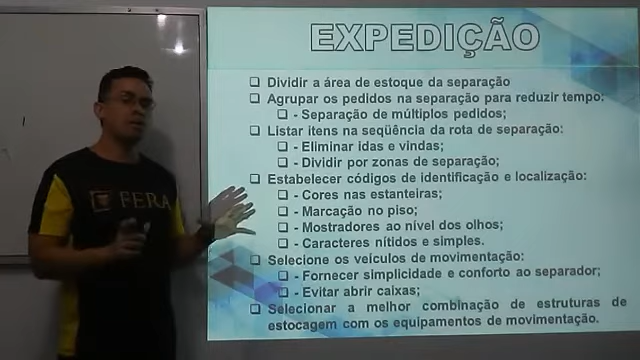 EXPEDIÇÃO
Dividir a área de estoque da separação
Agrupar os pedidos na separação para reduzir tempo:
- Separação de múltiplos pedidos;
Listar itens na seqüência da rota de separação:
- Eliminar idas e vindas;
- Dividir por zonas de separação;
Estabelecer códigos de identificação e localização:
- Cores nas estanteiras;
- Marcação no piso;
- Mostradores ao nível dos olhos;
- Caracteres nítidos e simples.
Selecione os veículos de movimentação:
- Fornecer simplicidade e conforto ao separador;
- Evitar abrir caixas;
Selecionar a melhor combinação de estruturas de
estocagem com os equipamentos de movimentação.
FERA